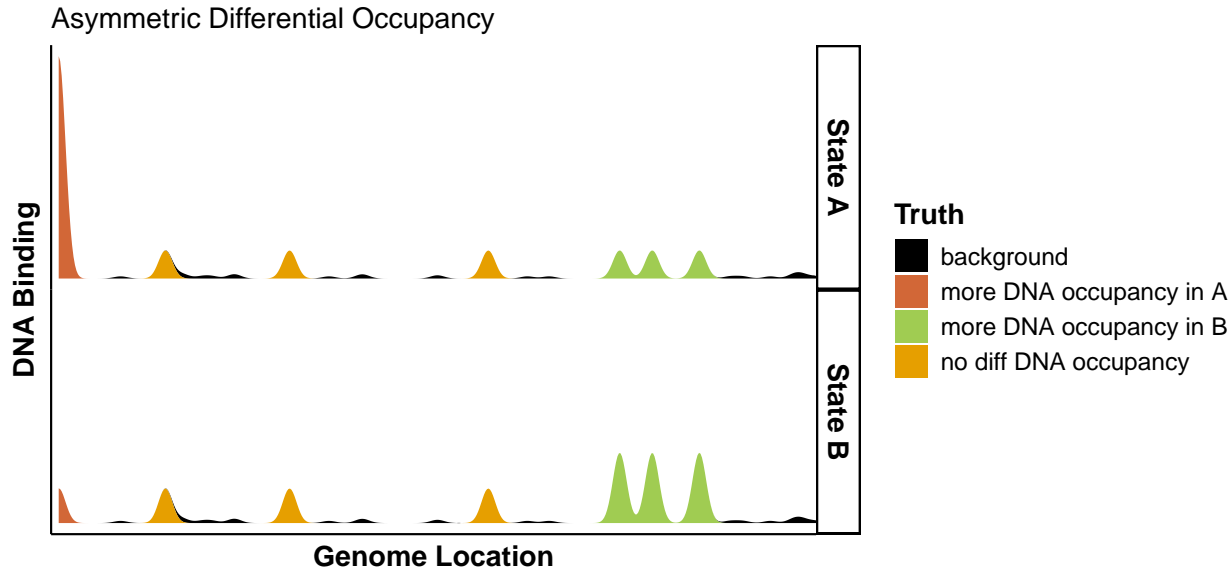 Asymmetric Differential Occupancy
DNA Binding
State A
State B
Genome Location
Truth
background
more DNA occupancy in A
more DNA occupancy in B
no diff DNA occupancy